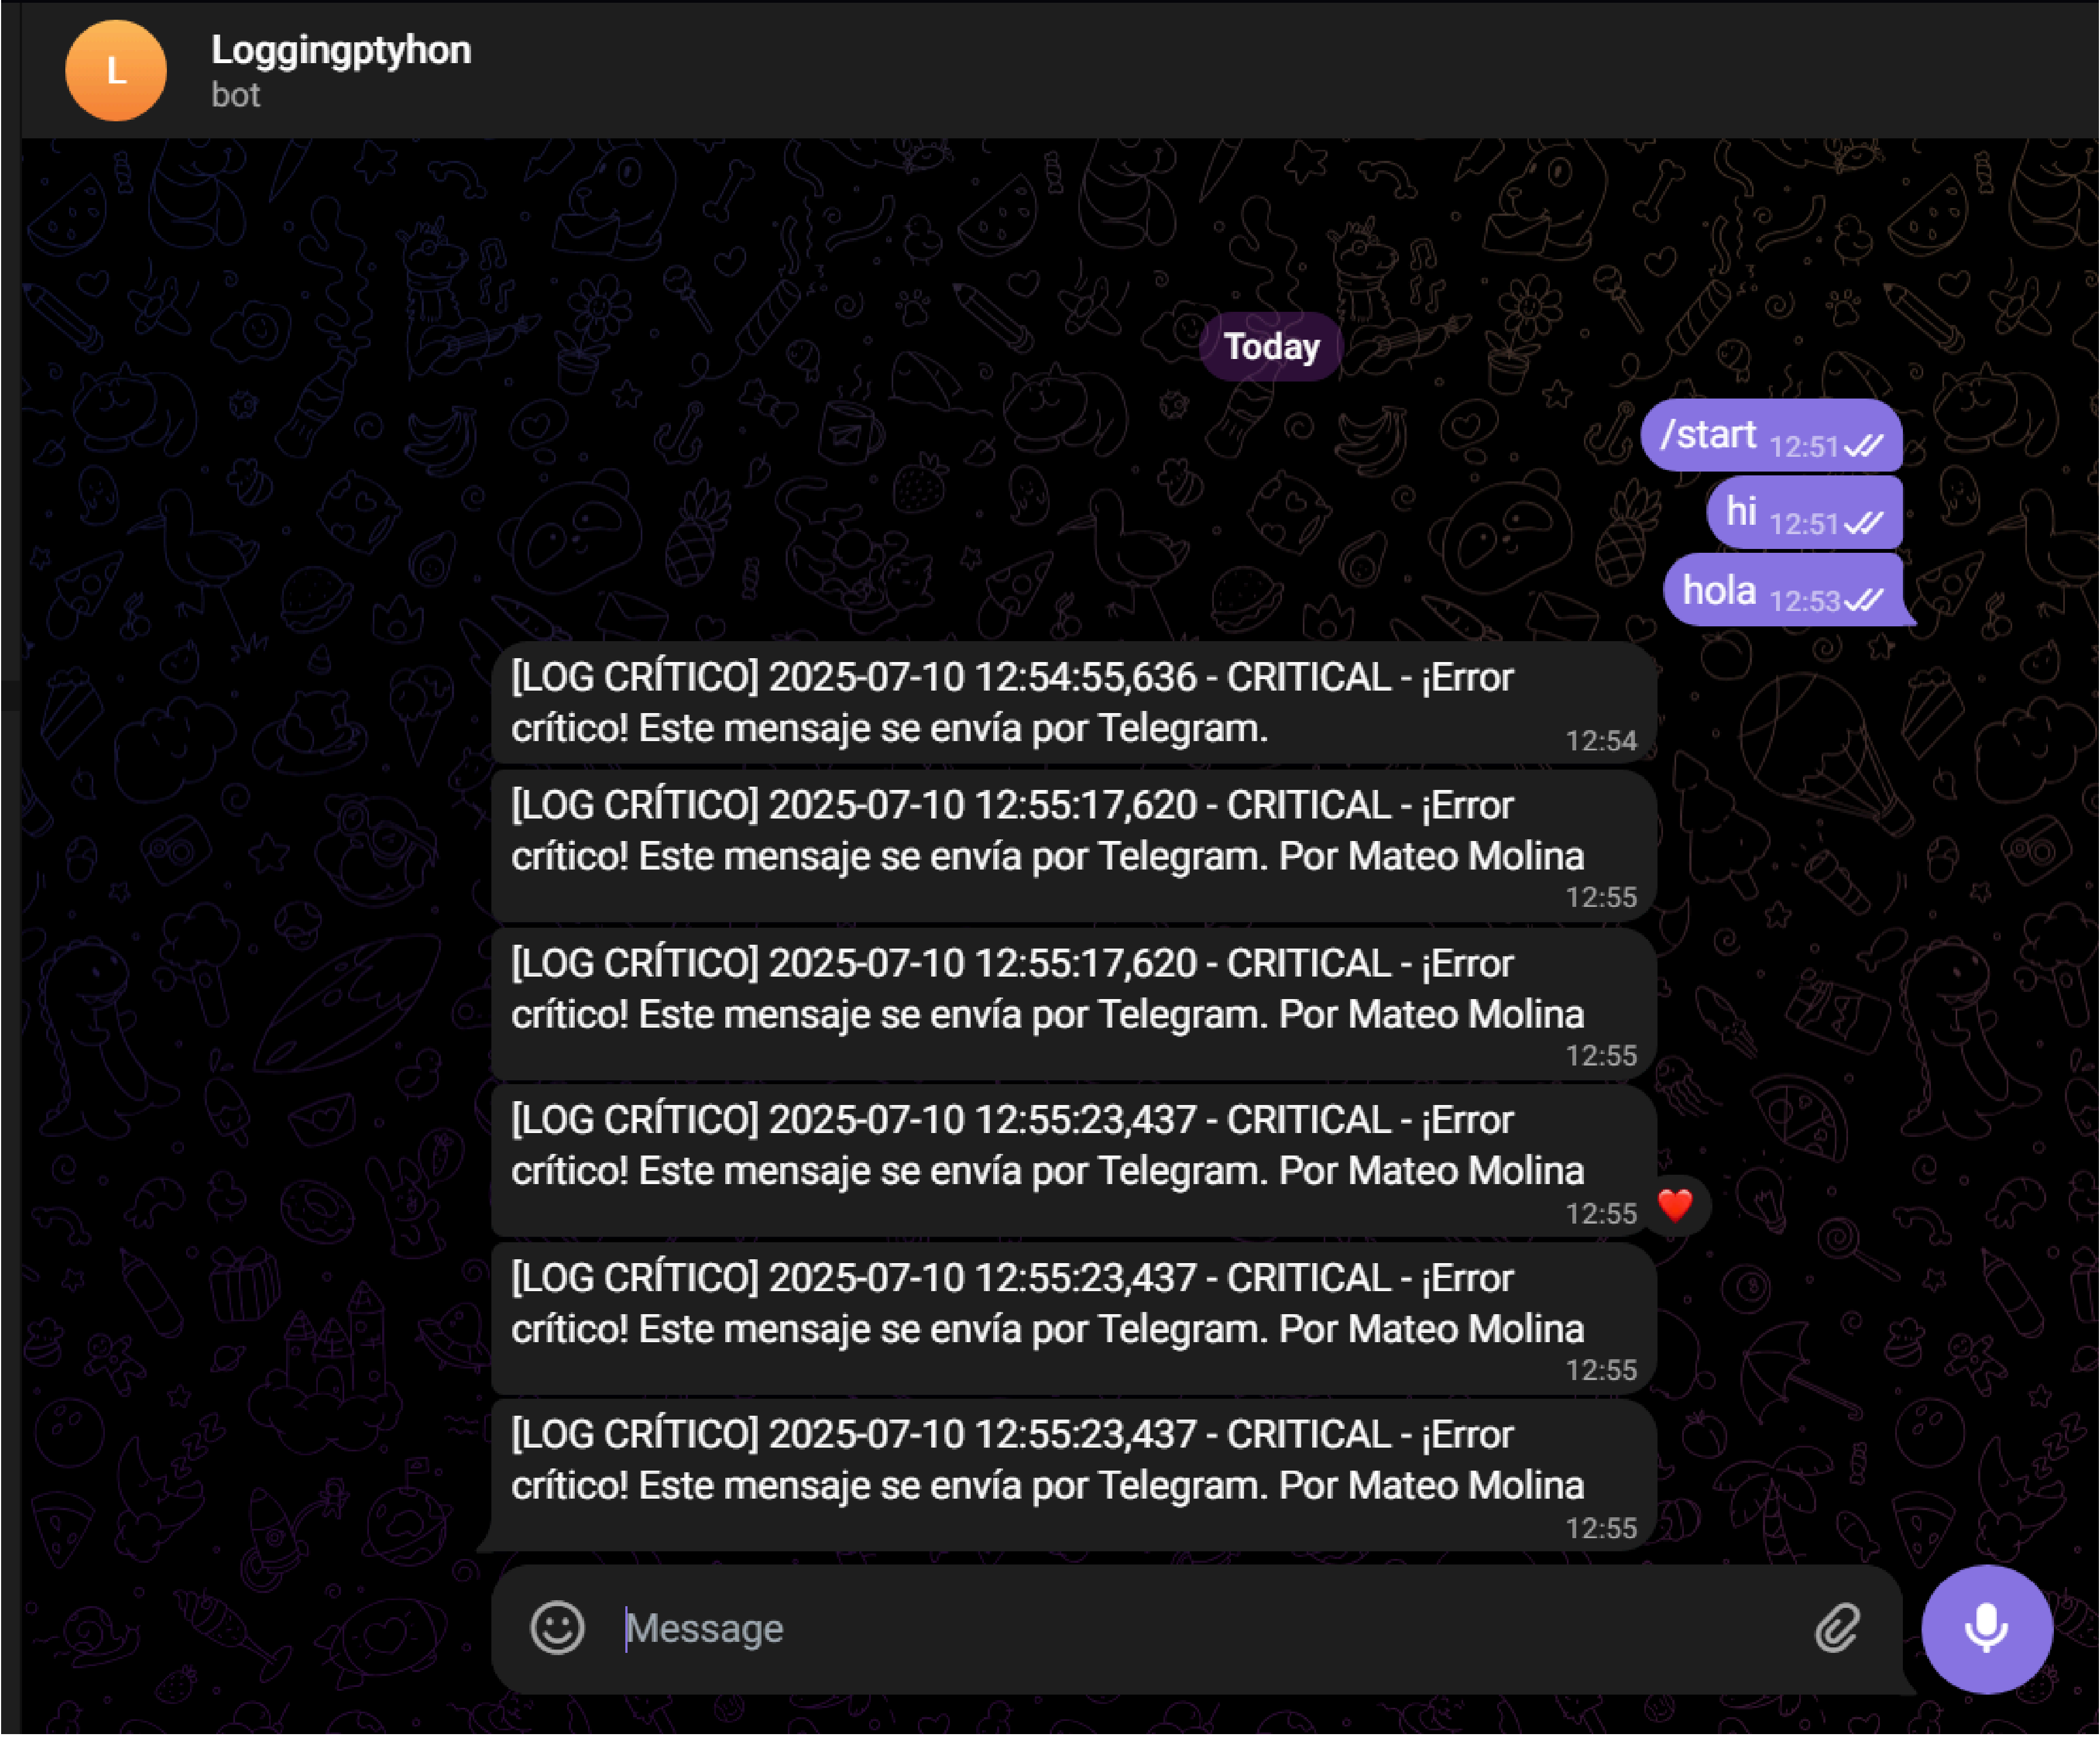 L
Loggingptyhon
bot
Today
/start 12:51
hi 12:51
hola 12:53
[LOG CRÍTICO] 2025-07-10 12:54:55,636 - CRITICAL - ¡Error
crítico! Este mensaje se envía por Telegram.
12:54
[LOG CRÍTICO] 2025-07-10 12:55:17,620 - CRITICAL - ¡Error
crítico! Este mensaje se envía por Telegram. Por Mateo Molina
12:55
[LOG CRÍTICO] 2025-07-10 12:55:17,620 - CRITICAL - ¡Error
crítico! Este mensaje se envía por Telegram. Por Mateo Molina
12:55
[LOG CRÍTICO] 2025-07-10 12:55:23,437 - CRITICAL - ¡Error
crítico! Este mensaje se envía por Telegram. Por Mateo Molina
12:55
[LOG CRÍTICO] 2025-07-10 12:55:23,437 - CRITICAL - ¡Error
crítico! Este mensaje se envía por Telegram. Por Mateo Molina
12:55
[LOG CRÍTICO] 2025-07-10 12:55:23,437 - CRITICAL - ¡Error
crítico! Este mensaje se envía por Telegram. Por Mateo Molina
12:55
Message